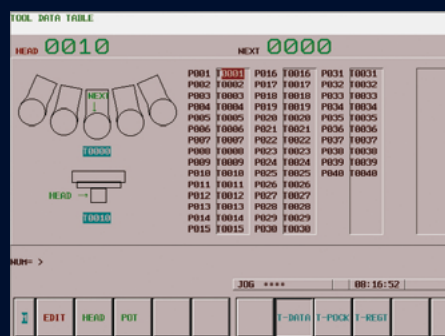 TOOL DATA TABLE
HEAD 0010 NEXT 0000
P001 T0001 P016 T0016 P031 T0031
P002 T0002 P017 T0017 P032 T0032
P003 T0003 P018 T0018 P033 T0033
P004 T0004 P019 T0019 P034 T0034
P005 T0005 P020 T0020 P035 T0035
P006 T0006 P021 T0021 P036 T0036
P007 T0007 P022 T0022 P037 T0037
P008 T0008 P023 T0023 P038 T0038
P009 T0009 P024 T0024 P039 T0039
P010 T0010 P025 T0025 P040 T0040
P011 T0011 P026 T0026
P012 T0012 P027 T0027
P013 T0013 P028 T0028
P014 T0014 P029 T0029
P015 T0015 P030 T0030
NEXT
T0000
HEAD
T0010
NUM= >
JOG **** 08:16:52
EDIT HEAD POT T-DATA T-POCK T-REGT